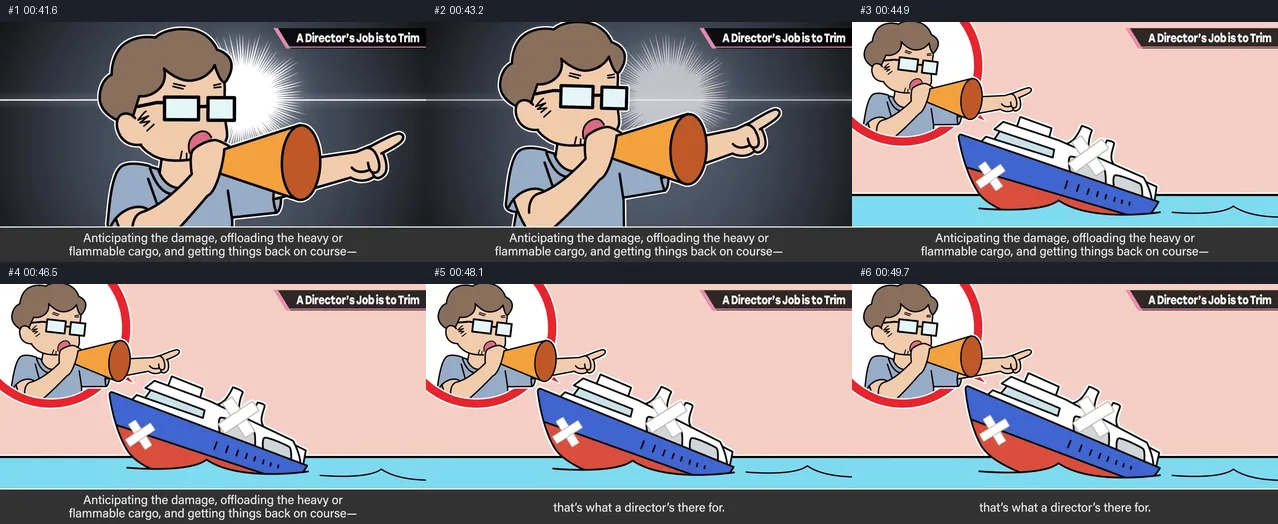 #1 00:41.6
A Director's Job is to Trim
Anticipating the damage, offloading the heavy or
flammable cargo, and getting things back on course—
#2 00:43.2
A Director's Job is to Trim
Anticipating the damage, offloading the heavy or
flammable cargo, and getting things back on course—
#3 00:44.9
A Director's Job is to Trim
Anticipating the damage, offloading the heavy or
flammable cargo, and getting things back on course—
#4 00:46.5
A Director's Job is to Trim
Anticipating the damage, offloading the heavy or
flammable cargo, and getting things back on course—
#5 00:48.1
A Director's Job is to Trim
that's what a director's there for.
#6 00:49.7
A Director's Job is to Trim
that's what a director's there for.